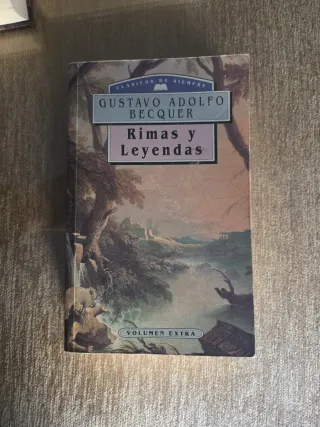 CLÁSICOS DE SIEMPRE
GUSTAVO ADOLFO
BECQUER
Rimas y
Leyendas
VOLUMEN EXTRA